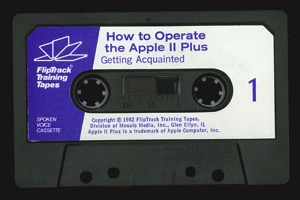 How to Operate
the Apple II Plus
Getting Acquainted
FlipTrack
Training
Tapes
1
SPOKEN
VOICE
CASSETTE
Copyright © 1982 FlipTrack Training Tapes,
Division of Mosaic Media, Inc., Glen Ellyn, IL
Apple II Plus is a trademark of Apple Computer, Inc.